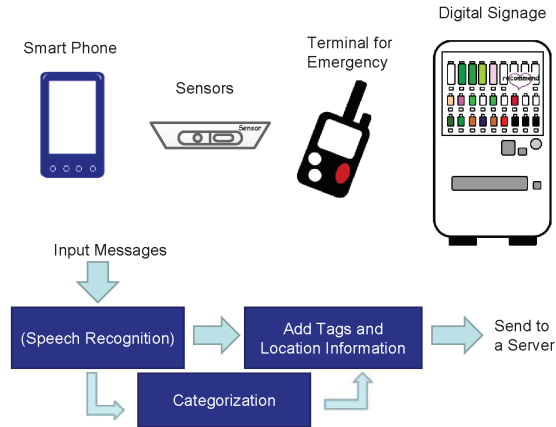 Digital Signage
Smart Phone
Terminal for
Emergency
Sensors
Sensor
recommend
Input Messages
(Speech Recognition)
Add Tags and
Location Information
Send to
a Server
Categorization